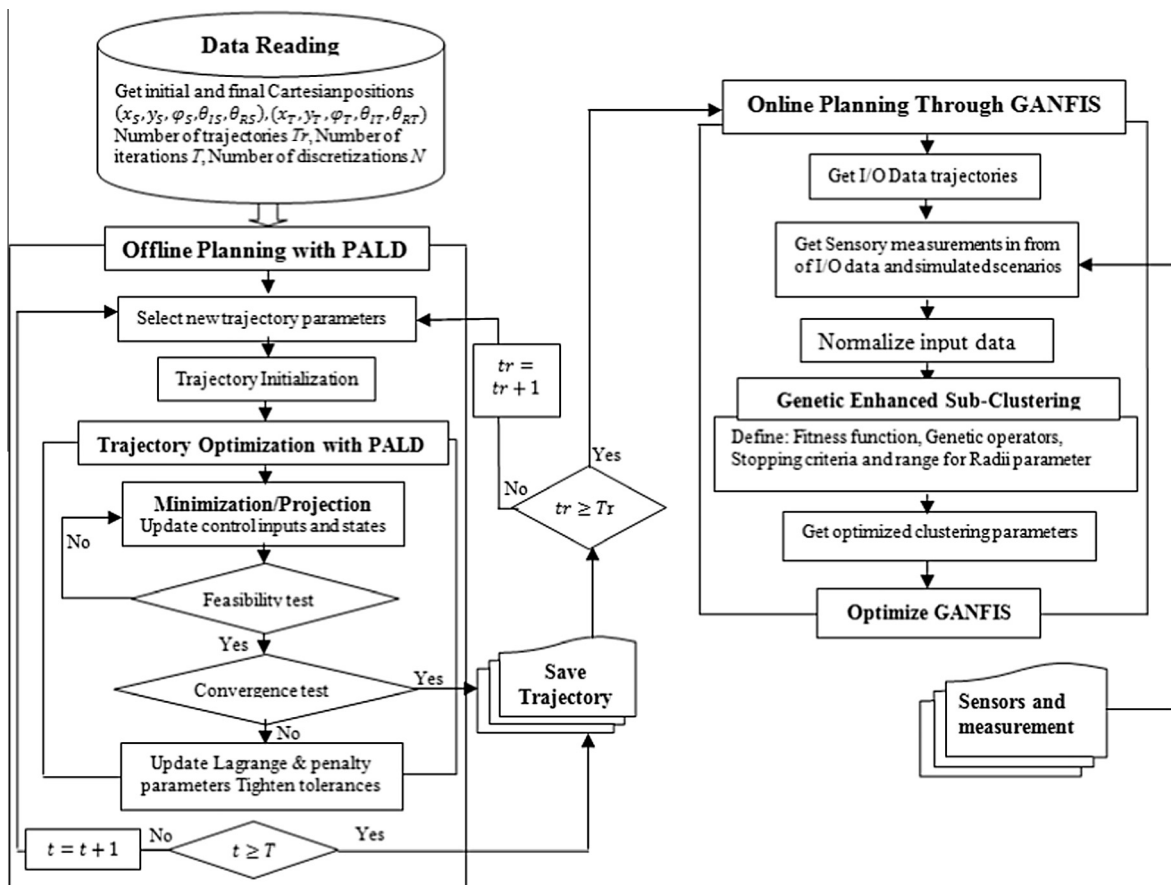 Data Reading
Get initial and final Cartesianpositions
(x_S, y_S, φ_S, θ_IS, θ_RS), (x_T, y_T, φ_T, θ_IT, θ_RT)
Number of trajectories Tr, Number of
iterations T, Number of discretizations N
Offline Planning with PALD
Select new trajectory parameters
Trajectory Initialization
Trajectory Optimization with PALD
Minimization/Projection
Update control inputs and states
No
Feasibility test
Yes
Convergence test
Yes
No
Update Lagrange & penalty
parameters Tighten tolerances
t = t + 1
No
t ≥ T
Yes
tr =
tr + 1
No
Yes
tr ≥ Tr
Save
Trajectory
Online Planning Through GANFIS
Get I/O Data trajectories
Get Sensory measurements in from
of I/O data and simulated scenarios
Normalize input data
Genetic Enhanced Sub-Clustering
Define: Fitness function, Genetic operators,
Stopping criteria and range for Radii parameter
Get optimized clustering parameters
Optimize GANFIS
Sensors and
measurement